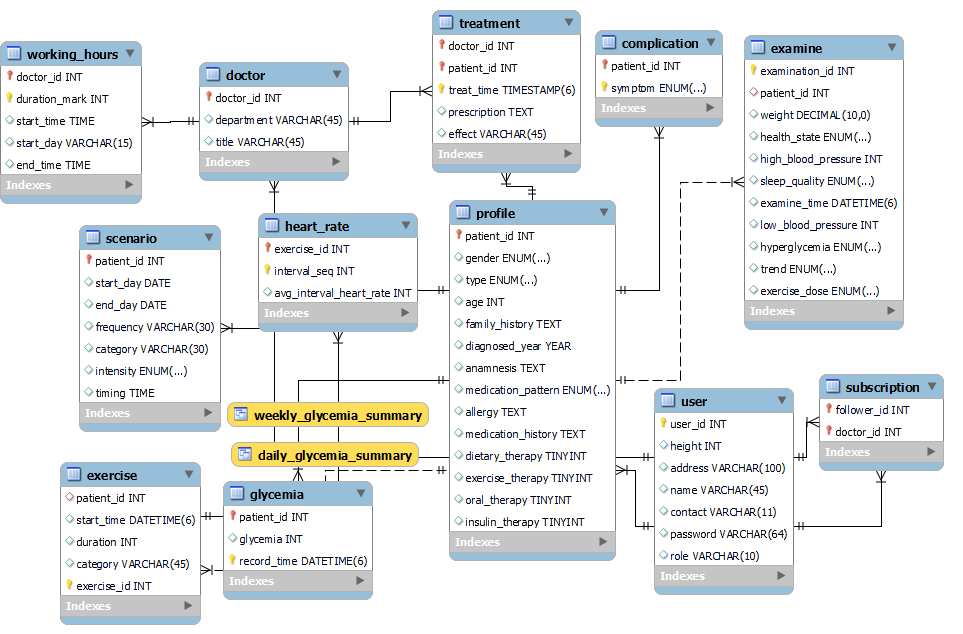 working_hours
doctor_id INT
duration_mark INT
start_time TIME
start_day VARCHAR(15)
end_time TIME
Indexes
doctor
doctor_id INT
department VARCHAR(45)
title VARCHAR(45)
Indexes
treatment
doctor_id INT
patient_id INT
treat_time TIMESTAMP(6)
prescription TEXT
effect VARCHAR(45)
Indexes
complication
patient_id INT
symptom ENUM(...)
Indexes
examine
examination_id INT
patient_id INT
weight DECIMAL(10,0)
health_state ENUM(...)
high_blood_pressure INT
sleep_quality ENUM(...)
examine_time DATETIME(6)
low_blood_pressure INT
hyperglycemia ENUM(...)
trend ENUM(...)
exercise_dose ENUM(...)
Indexes
scenario
patient_id INT
start_day DATE
end_day DATE
frequency VARCHAR(30)
category VARCHAR(30)
intensity ENUM(...)
timing TIME
Indexes
heart_rate
exercise_id INT
interval_seq INT
avg_interval_heart_rate INT
Indexes
profile
patient_id INT
gender ENUM(...)
type ENUM(...)
age INT
family_history TEXT
diagnosed_year YEAR
anamnesis TEXT
medication_pattern ENUM(...)
allergy TEXT
medication_history TEXT
dietary_therapy TINYINT
exercise_therapy TINYINT
oral_therapy TINYINT
insulin_therapy TINYINT
Indexes
weekly_glycemia_summary
daily_glycemia_summary
user
user_id INT
height INT
address VARCHAR(100)
name VARCHAR(45)
contact VARCHAR(11)
password VARCHAR(64)
role VARCHAR(10)
Indexes
subscription
follower_id INT
doctor_id INT
Indexes
exercise
patient_id INT
start_time DATETIME(6)
duration INT
category VARCHAR(45)
exercise_id INT
Indexes
glycemia
patient_id INT
glycemia INT
record_time DATETIME(6)
Indexes